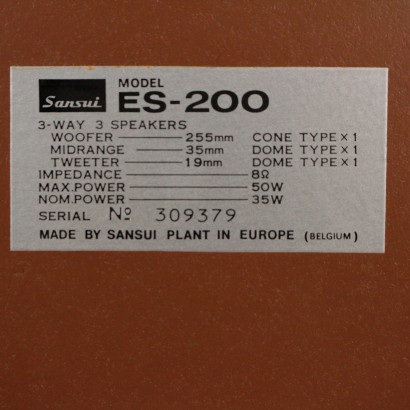 Sansui MODEL ES-200
3-WAY 3 SPEAKERS
WOOFER 255mm CONE TYPE×1
MIDRANGE 35mm DOME TYPE×1
TWEETER 19mm DOME TYPE×1
IMPEDANCE 8Ω
MAX.POWER 50W
NOM.POWER 35W
SERIAL Nº 309379
MADE BY SANSUI PLANT IN EUROPE (BELGIUM)